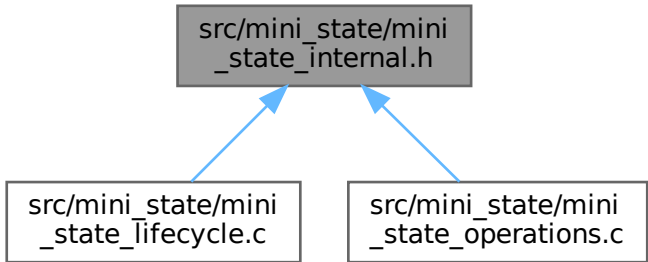 src/mini_state/mini
_state_internal.h
src/mini_state/mini
_state_lifecycle.c
src/mini_state/mini
_state_operations.c